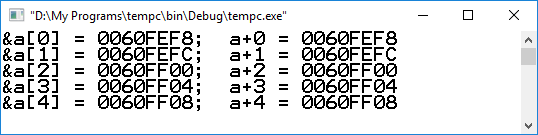 "D:\My Programs\tempc\bin\Debug\tempc.exe"
&a[0] = 0060FEF8;  a+0 = 0060FEF8
&a[1] = 0060FEFC;  a+1 = 0060FEFC
&a[2] = 0060FF00;  a+2 = 0060FF00
&a[3] = 0060FF04;  a+3 = 0060FF04
&a[4] = 0060FF08;  a+4 = 0060FF08